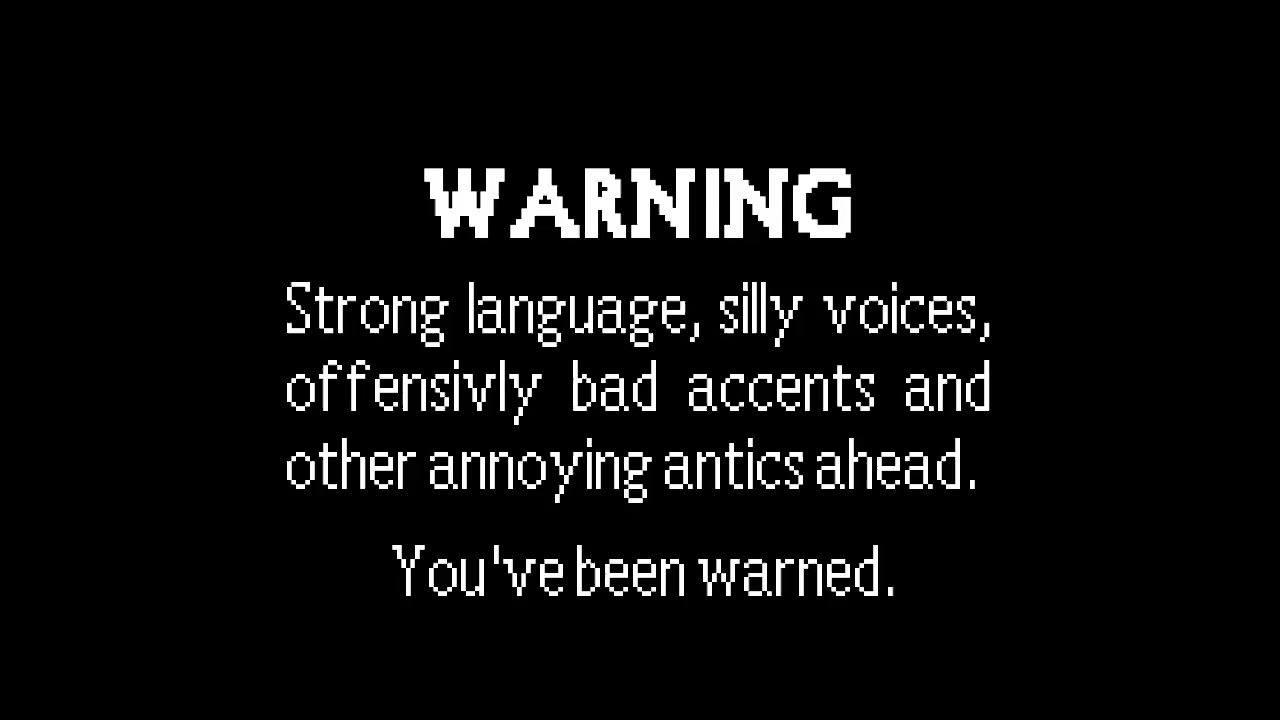 WARNING
Strong language, silly voices,
offensivly bad accents and
other annoying antics ahead.
You've been warned.